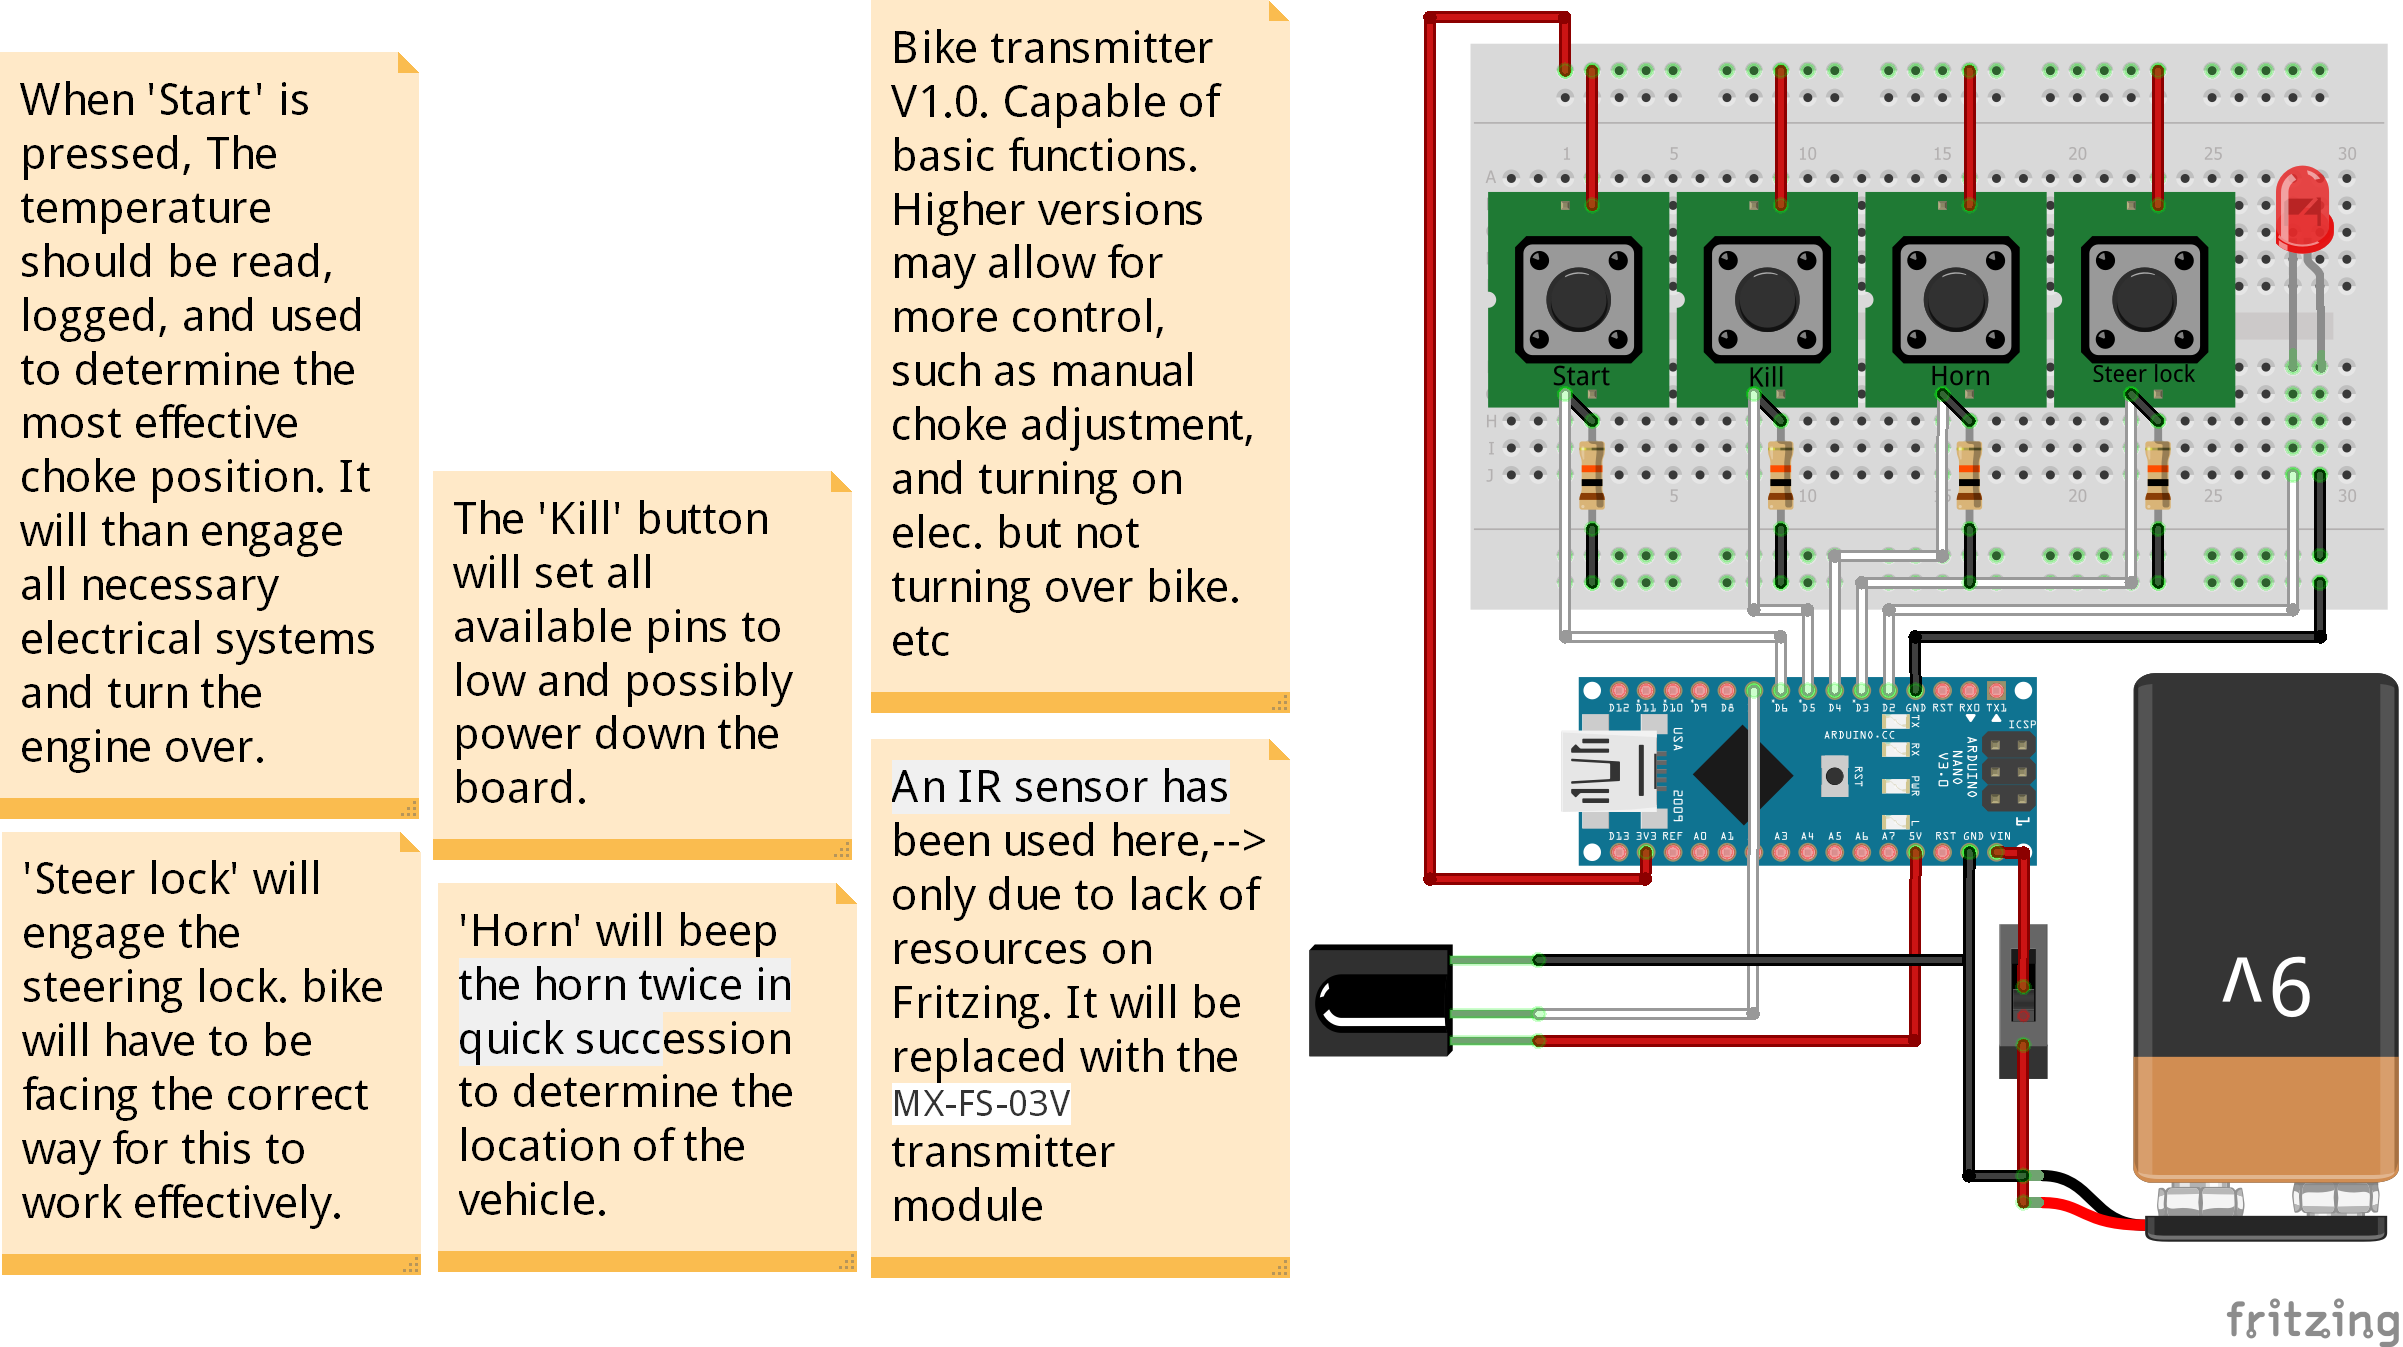 When 'Start' is
pressed, The
temperature
should be read,
logged, and used
to determine the
most effective
choke position. It
will than engage
all necessary
electrical systems
and turn the
engine over.
'Steer lock' will
engage the
steering lock. bike
will have to be
facing the correct
way for this to
work effectively.
The 'Kill' button
will set all
available pins to
low and possibly
power down the
board.
'Horn' will beep
the horn twice in
quick succession
to determine the
location of the
vehicle.
Bike transmitter
V1.0. Capable of
basic functions.
Higher versions
may allow for
more control,
such as manual
choke adjustment,
and turning on
elec. but not
turning over bike.
etc
An IR sensor has
been used here,-->
only due to lack of
resources on
Fritzing. It will be
replaced with the
MX-FS-03V
transmitter
module
1 5 10 15 20 25 30
A
Start Kill Horn Steer lock
H
I
J
5 10 15 20 25 30
D12 D11 D10 D9 D8 D6 D5 D4 D3 D2 GND RST RX0 TX1
ICSP
TX
RX
PWR
L
ARDUINO.CC
RST
USA
2009
ARDUINO
NANO
V3.0
1
D13 3V3 REF A0 A1 A3 A4 A5 A6 A7 5V RST GND VIN
9V
fritzing